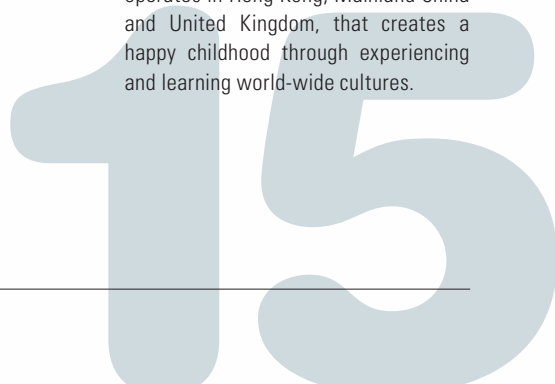 operates in Hong Kong, Mainland China
and United Kingdom, that creates a
happy childhood through experiencing
and learning world-wide cultures.
15